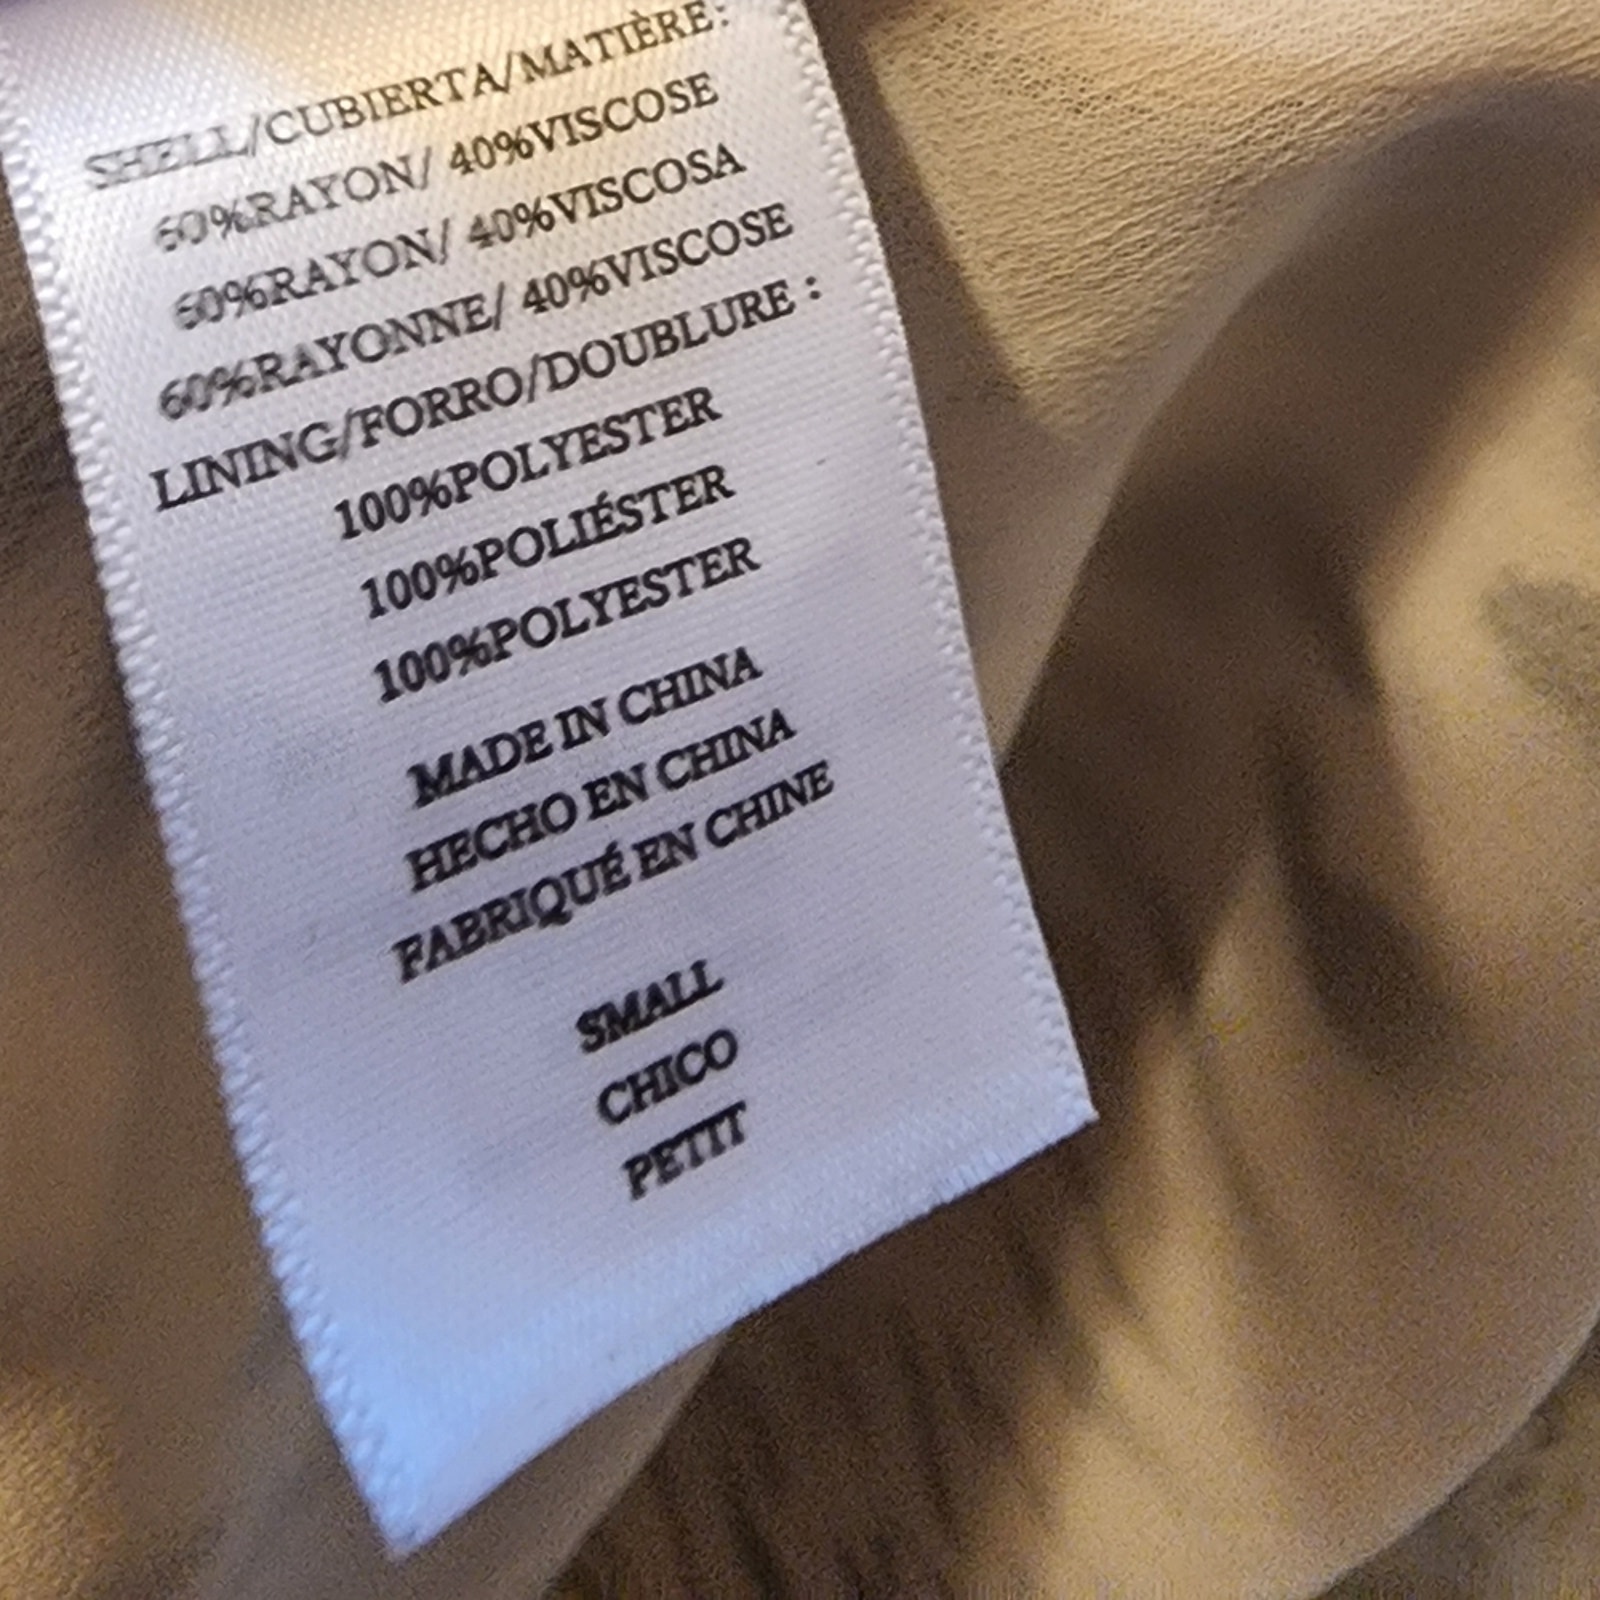 SHELL/CUBIERTA/MATIÈRE:
60%RAYON/ 40%VISCOSE
60%RAYON/ 40%VISCOSA
60%RAYONNE/ 40%VISCOSE
LINING/FORRO/DOUBLURE :
100%POLYESTER
100%POLIÉSTER
100%POLYESTER
MADE IN CHINA
HECHO EN CHINA
FABRIQUÉ EN CHINE
SMALL
CHICO
PETIT